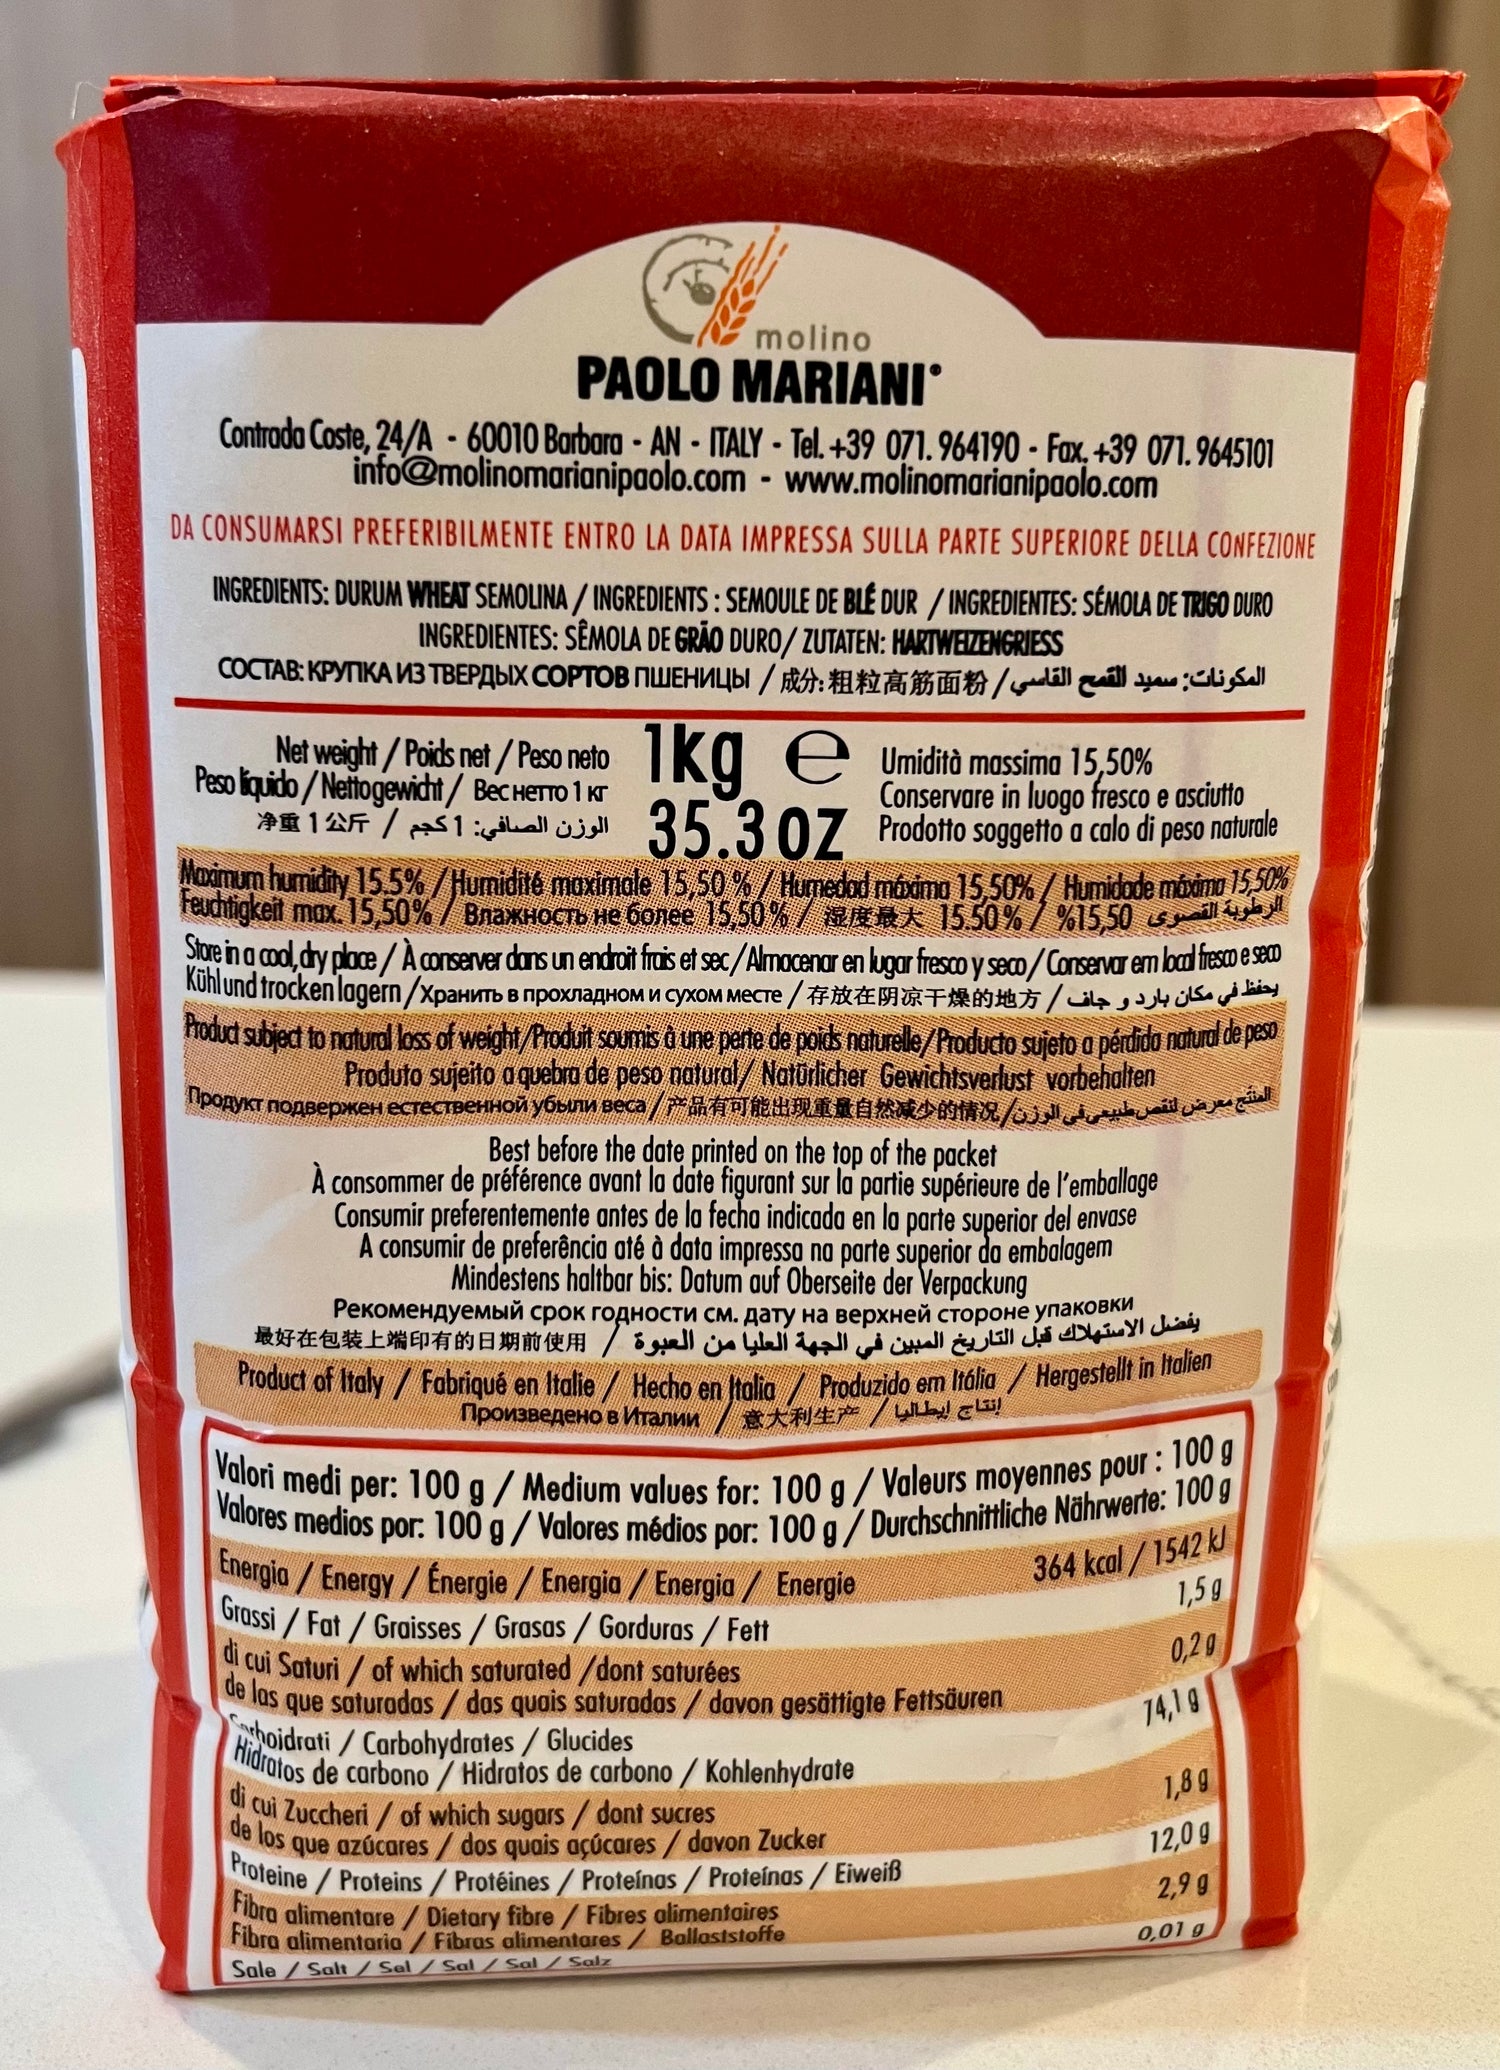 molino
PAOLO MARIANI®
Contrada Coste, 24/A - 60010 Barbara - AN - ITALY - Tel. +39 071. 964190 - Fax. +39 071. 9645101
info@molinomarianipaolo.com - www.molinomarianipaolo.com
DA CONSUMARSI PREFERIBILMENTE ENTRO LA DATA IMPRESSA SULLA PARTE SUPERIORE DELLA CONFEZIONE
INGREDIENTS: DURUM WHEAT SEMOLINA / INGREDIENTS : SEMOULE DE BLÉ DUR / INGREDIENTES: SÉMOLA DE TRIGO DURO
INGREDIENTES: SÊMOLA DE GRÃO DURO/ ZUTATEN: HARTWEIZENGRIESS
СОСТАВ: КРУПКА ИЗ ТВЕРДЫХ СОРТОВ ПШЕНИЦЫ / 成分: 粗粒高筋面粉 / المكونات: سميد القمح القاسي
Net weight / Poids net / Peso neto
Peso líquido / Nettogewicht / Вес нетто 1 кг
净重 1 公斤 / الوزن الصافي: 1 كجم
1kg e
35.3 oz
Umidità massima 15,50%
Conservare in luogo fresco e asciutto
Prodotto soggetto a calo di peso naturale
Maximum humidity 15.5% / Humidité maximale 15,50 % / Humedad máxima 15,50% / Humidade máxima 15,50%
Feuchtigkeit max. 15,50% / Влажность не более 15,50 % / 湿度最大 15.50 % / %15,50 الرطوبة القصوى
Store in a cool, dry place / À conserver dans un endroit frais et sec / Almacenar en lugar fresco y seco / Conservar em local fresco e seco
Kühl und trocken lagern / Хранить в прохладном и сухом месте / 存放在阴凉干燥的地方 / يحفظ في مكان بارد و جاف
Product subject to natural loss of weight/Produit soumis à une perte de poids naturelle/Producto sujeto a pérdida natural de peso
Produto sujeito a quebra de peso natural/ Natürlicher Gewichtsverlust vorbehalten
Продукт подвержен естественной убыли веса / 产品有可能出现重量自然减少的情况 / المنتج معرض لنقص طبيعي في الوزن
Best before the date printed on the top of the packet
À consommer de préférence avant la date figurant sur la partie supérieure de l'emballage
Consumir preferentemente antes de la fecha indicada en la parte superior del envase
A consumir de preferência até à data impressa na parte superior da embalagem
Mindestens haltbar bis: Datum auf Oberseite der Verpackung
Рекомендуемый срок годности см. дату на верхней стороне упаковки
最好在包装上端印有的日期前使用 / يفضل الاستهلاك قبل التاريخ المبين في الجهة العليا من العبوة
Product of Italy / Fabriqué en Italie / Hecho en Italia / Produzido em Itália / Hergestellt in Italien
Произведено в Италии / 意大利生产 / إنتاج إيطاليا
Valori medi per: 100 g / Medium values for: 100 g / Valeurs moyennes pour : 100 g
Valores medios por: 100 g / Valores médios por: 100 g / Durchschnittliche Nährwerte: 100 g
Energia / Energy / Énergie / Energia / Energia / Energie 364 kcal / 1542 kJ
Grassi / Fat / Graisses / Grasas / Gorduras / Fett 1,5 g
di cui Saturi / of which saturated /dont saturées 0,2 g
de las que saturadas / das quais saturadas / davon gesättigte Fettsäuren
Carboidrati / Carbohydrates / Glucides 74,1 g
Hidratos de carbono / Hidratos de carbono / Kohlenhydrate
di cui Zuccheri / of which sugars / dont sucres 1,8 g
de los que azúcares / dos quais açúcares / davon Zucker
Proteine / Proteins / Protéines / Proteínas / Proteínas / Eiweiß 12,0 g
Fibra alimentare / Dietary fibre / Fibres alimentaires 2,9 g
Fibra alimentaria / Fibras alimentares / Ballaststoffe
Sale / Salt / Sel / Sal / Sal / Salz 0,01 g